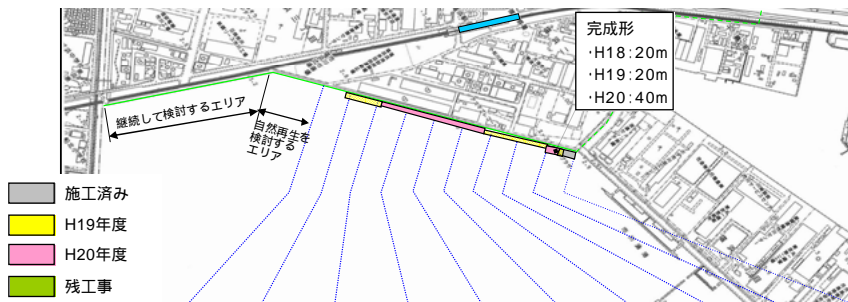 完成形
・H18：20m
・H19：20m
・H20：40m
継続して検討するエリア
自然再生を
検討する
エリア
施工済み
H19年度
H20年度
残工事